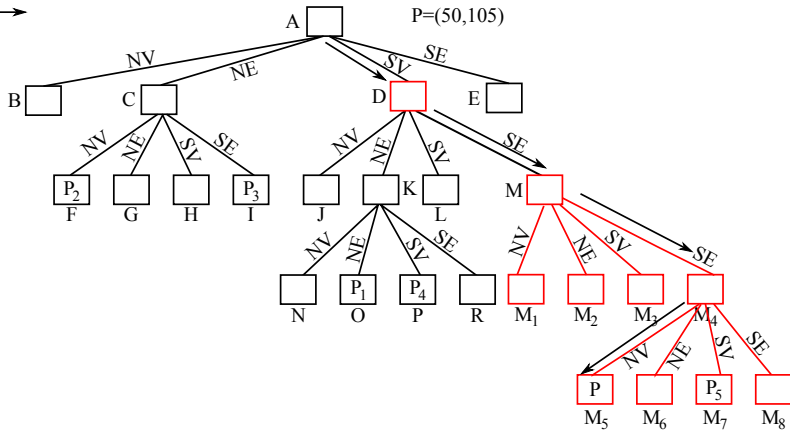 P=(50,105)
A
NV NE SV SE
B C D E
NV NE SV SE NV NE SV SE
P2 P3 K M
F G H I J L
NV NE SV SE NV NE SV SE
P1 P4
N O P R M1 M2 M3 M4
NV NE SV SE
P P5
M5 M6 M7 M8